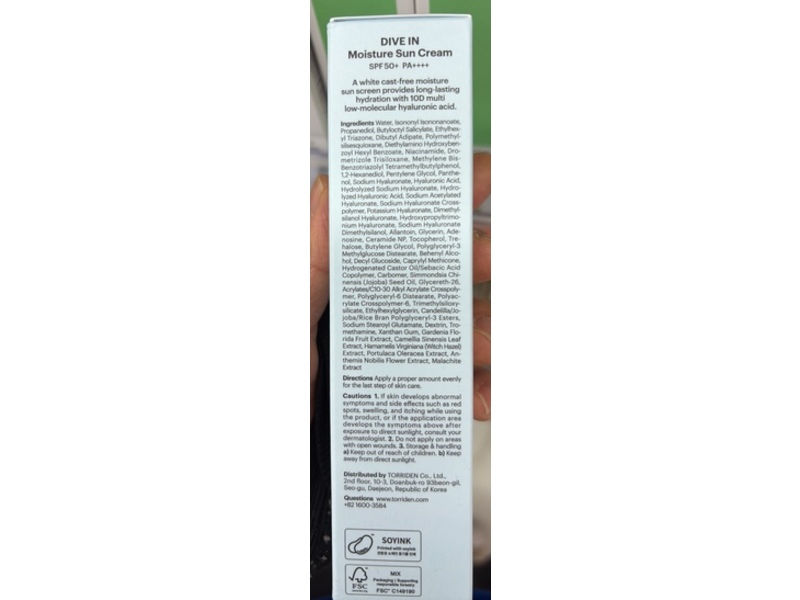 DIVE IN
Moisture Sun Cream
SPF50+ PA++++
A white cast-free moisture
sun screen provides long-lasting
hydration with 10D multi
low-molecular hyaluronic acid.
Ingredients Water, Isononyl Isononanoate,
Propanediol, Butyloctyl Salicylate, Ethylhex-
yl Triazone, Dibutyl Adipate, Polymethyl-
silsesquioxane, Diethylamino Hydroxyben-
zoyl Hexyl Benzoate, Niacinamide, Dro-
metrizole Trisiloxane, Methylene Bis-
Benzotriazolyl Tetramethylbutylphenol,
1,2-Hexanediol, Pentylene Glycol, Panthe-
nol, Sodium Hyaluronate, Hyaluronic Acid,
Hydrolyzed Sodium Hyaluronate, Hydro-
lyzed Hyaluronic Acid, Sodium Acetylated
Hyaluronate, Sodium Hyaluronate Cross-
polymer, Potassium Hyaluronate, Dimethyl-
silanol Hyaluronate, Hydroxypropyltrimo-
nium Hyaluronate, Sodium Hyaluronate
Dimethylsilanol, Allantoin, Glycerin, Ade-
nosine, Ceramide NP, Tocopherol, Tre-
halose, Butylene Glycol, Polyglyceryl-3
Methylglucose Distearate, Behenyl Alco-
hol, Decyl Glucoside, Caprylyl Methicone,
Hydrogenated Castor Oil/Sebacic Acid
Copolymer, Carbomer, Simmondsia Chi-
nensis (Jojoba) Seed Oil, Glycereth-26,
Acrylates/C10-30 Alkyl Acrylate Crosspoly-
mer, Polyglyceryl-6 Distearate, Polyac-
rylate Crosspolymer-6, Trimethylsiloxy-
silicate, Ethylhexylglycerin, Candelilla/Jo-
joba/Rice Bran Polyglyceryl-3 Esters,
Sodium Stearoyl Glutamate, Dextrin, Tro-
methamine, Xanthan Gum, Gardenia Flo-
rida Fruit Extract, Camellia Sinensis Leaf
Extract, Hamamelis Virginiana (Witch Hazel)
Extract, Portulaca Oleracea Extract, An-
themis Nobilis Flower Extract, Malachite
Extract
Directions Apply a proper amount evenly
for the last step of skin care.
Cautions 1. If skin develops abnormal
symptoms and side effects such as red
spots, swelling, and itching while using
the product, or if the application area
develops the symptoms above after
exposure to direct sunlight, consult your
dermatologist. 2. Do not apply on areas
with open wounds. 3. Storage & handling
a) Keep out of reach of children. b) Keep
away from direct sunlight.
Distributed by TORRIDEN Co., Ltd.,
2nd floor, 10-3, Doanbuk-ro 93beon-gil,
Seo-gu, Daejeon, Republic of Korea
Questions www.torriden.com
+82 1600-3584
SOYINK
Printed with soyink
FSC
MIX
Packaging | Supporting
responsible forestry
FSC® C149190